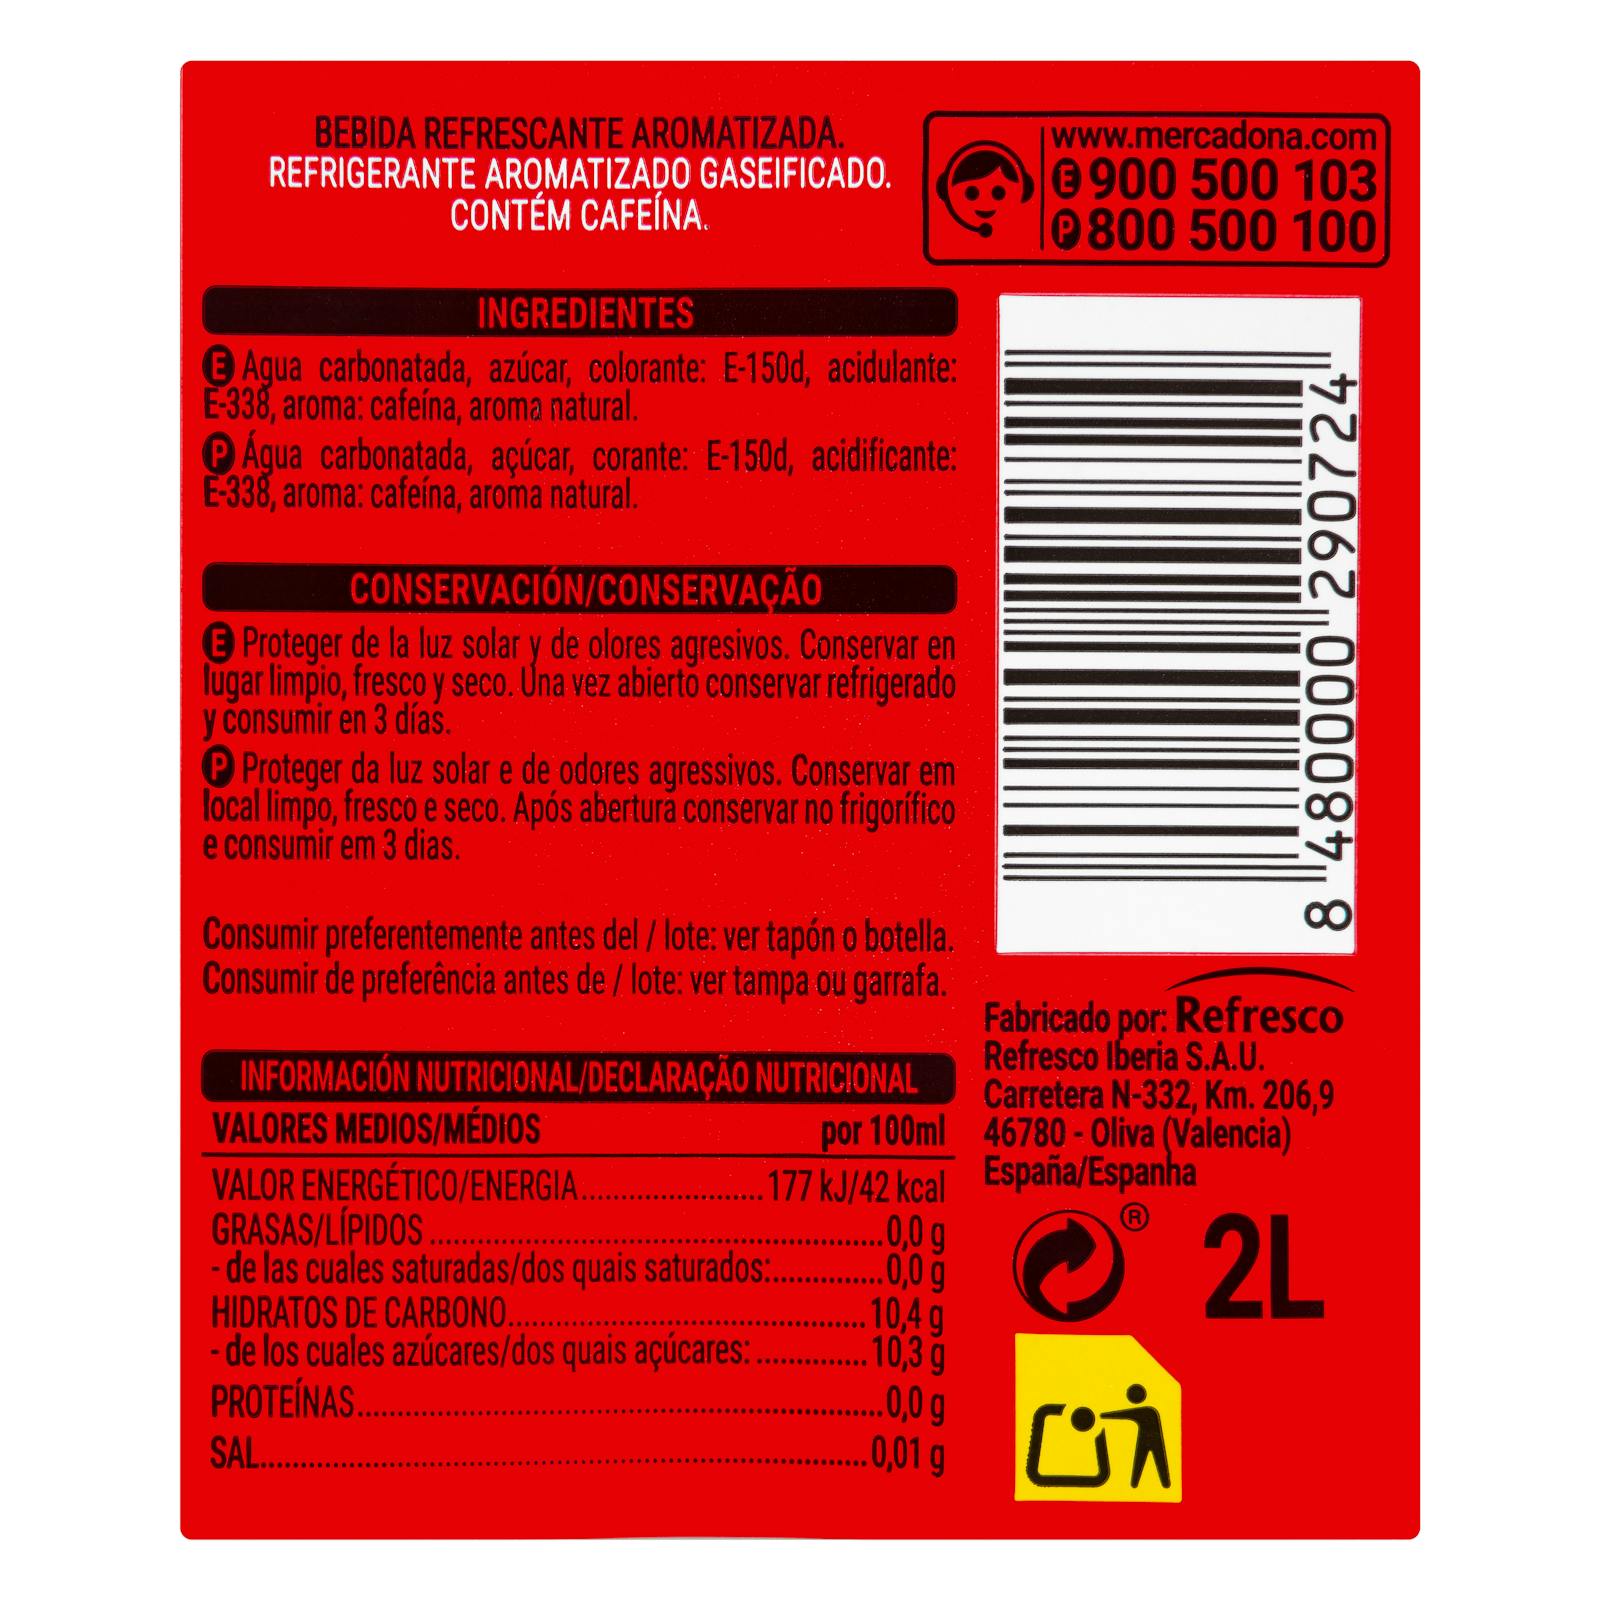 BEBIDA REFRESCANTE AROMATIZADA.
REFRIGERANTE AROMATIZADO GASEIFICADO.
CONTÉM CAFEÍNA.
www.mercadona.com
E 900 500 103
P 800 500 100
INGREDIENTES
E Agua carbonatada, azúcar, colorante: E-150d, acidulante:
E-338, aroma: cafeína, aroma natural.
P Água carbonatada, açúcar, corante: E-150d, acidificante:
E-338, aroma: cafeína, aroma natural.
CONSERVACIÓN/CONSERVAÇÃO
E Proteger de la luz solar y de olores agresivos. Conservar en
lugar limpio, fresco y seco. Una vez abierto conservar refrigerado
y consumir en 3 días.
P Proteger da luz solar e de odores agressivos. Conservar em
local limpo, fresco e seco. Após abertura conservar no frigorífico
e consumir em 3 dias.
Consumir preferentemente antes del / lote: ver tapón o botella.
Consumir de preferência antes de / lote: ver tampa ou garrafa.
INFORMACIÓN NUTRICIONAL/DECLARAÇÃO NUTRICIONAL
VALORES MEDIOS/MÉDIOS por 100ml
VALOR ENERGÉTICO/ENERGIA.................... 177 kJ/42 kcal
GRASAS/LÍPIDOS ..................................................0,0 g
- de las cuales saturadas/dos quais saturados:............0,0 g
HIDRATOS DE CARBONO....................................... 10,4 g
- de los cuales azúcares/dos quais açúcares: ............ 10,3 g
PROTEÍNAS..........................................................0,0 g
SAL...................................................................0,01 g
8 480000 290724
Fabricado por: Refresco
Refresco Iberia S.A.U.
Carretera N-332, Km. 206,9
46780 - Oliva (Valencia)
España/Espanha
®
2L